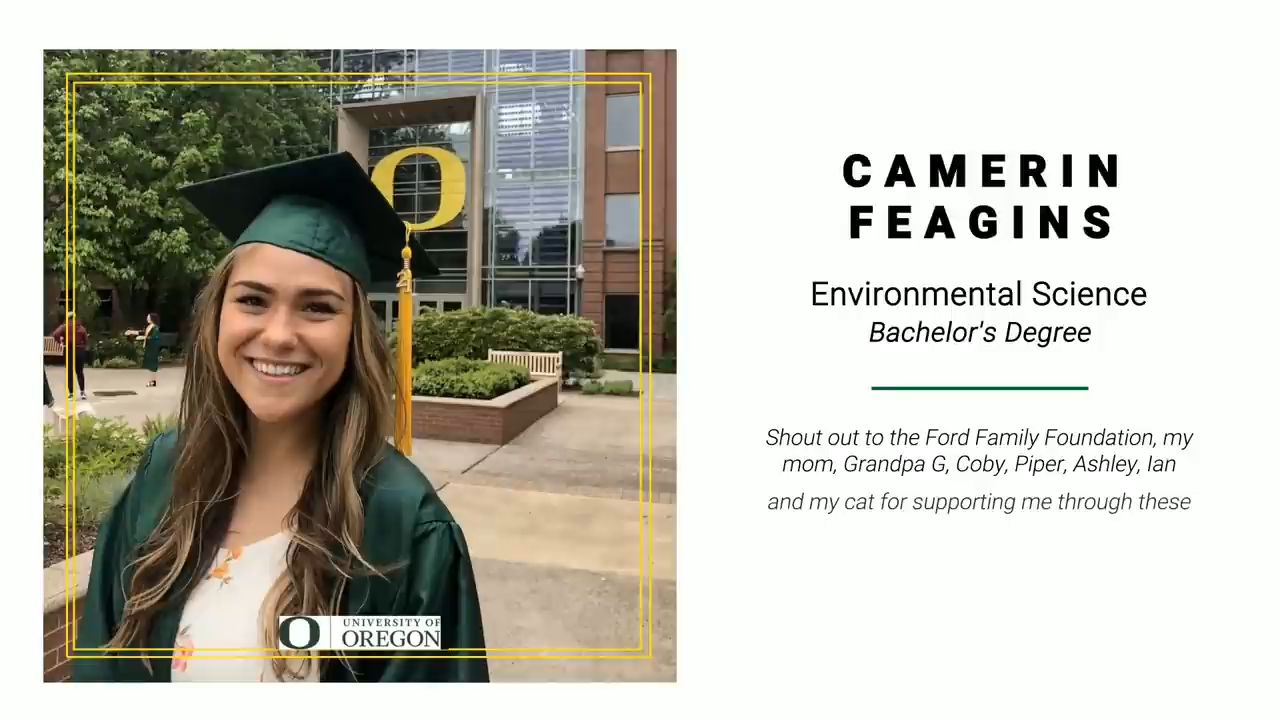 O
21
UNIVERSITY OF
O OREGON
CAMERIN
FEAGINS
Environmental Science
Bachelor's Degree
Shout out to the Ford Family Foundation, my
mom, Grandpa G, Coby, Piper, Ashley, Ian
and my cat for supporting me through these